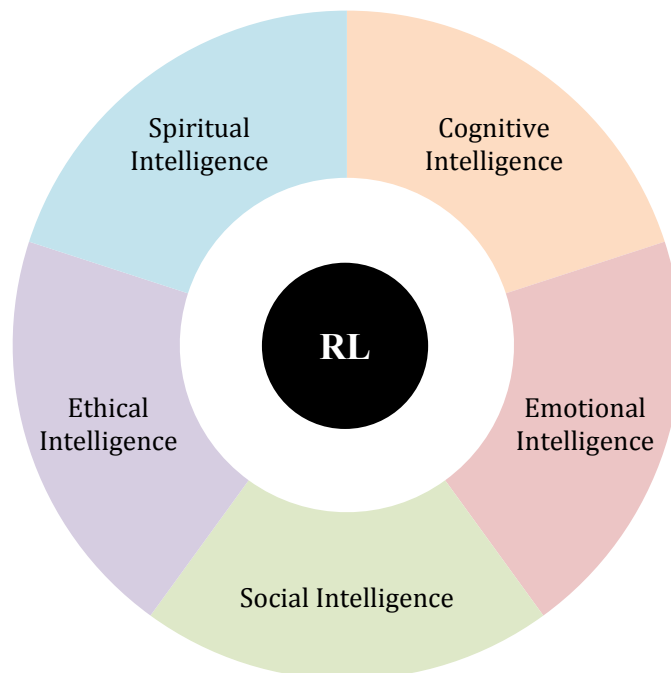 Spiritual
Intelligence
Cognitive
Intelligence
RL
Ethical
Intelligence
Emotional
Intelligence
Social Intelligence